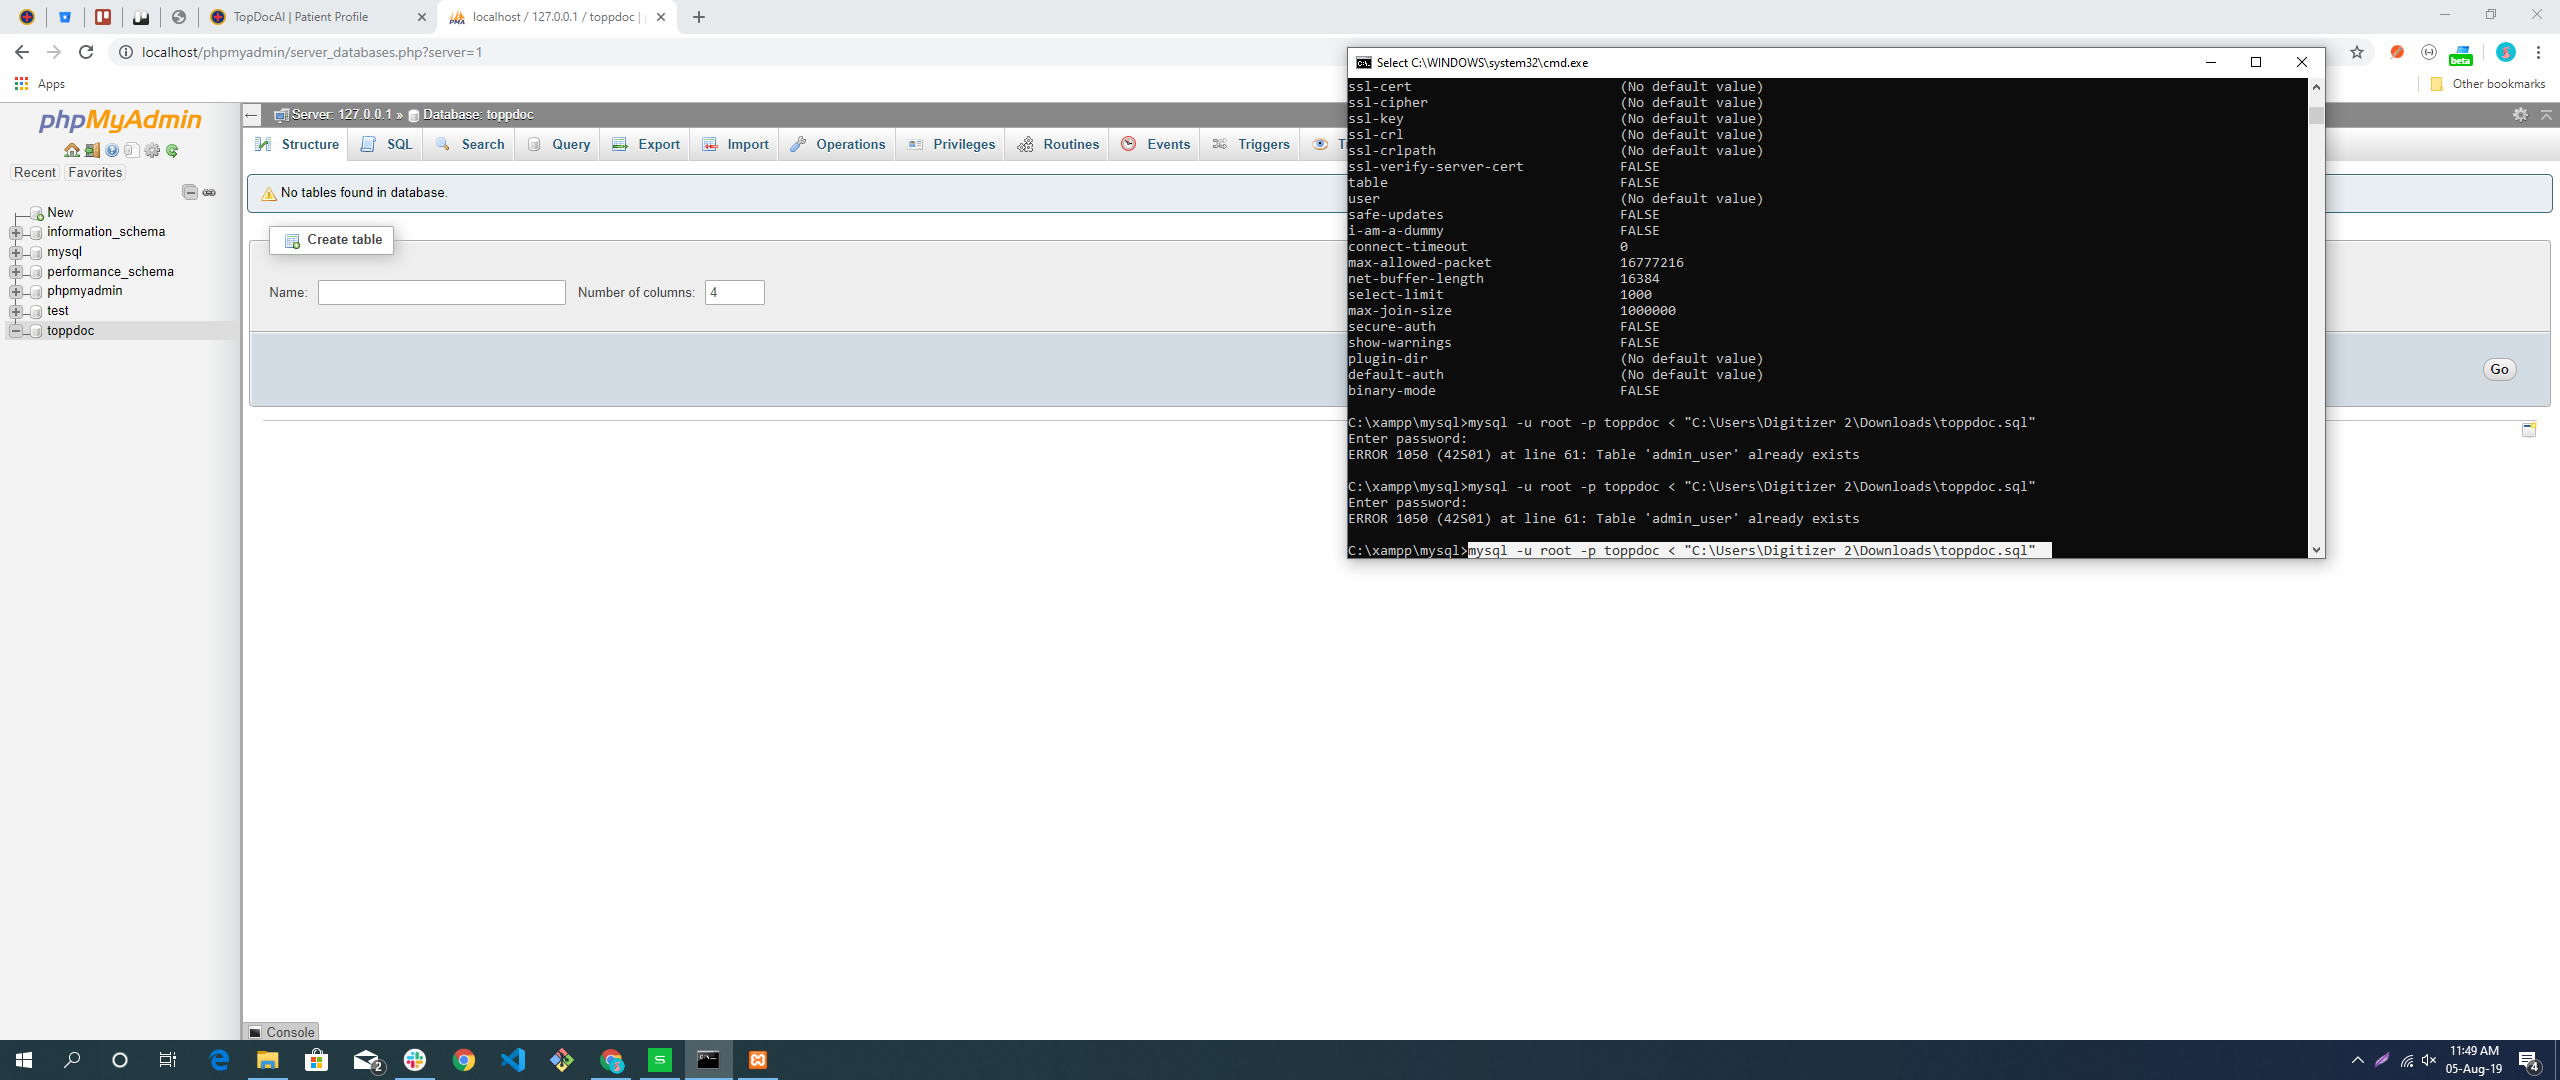 TopDocAI | Patient Profile
localhost / 127.0.0.1 / toppdoc |
localhost/phpmyadmin/server_databases.php?server=1
beta
Apps
Other bookmarks
phpMyAdmin
Recent Favorites
New
information_schema
mysql
performance_schema
phpmyadmin
test
toppdoc
Server: 127.0.0.1 » Database: toppdoc
Structure SQL Search Query Export Import Operations Privileges Routines Events Triggers
No tables found in database.
Create table
Name: Number of columns: 4
Go
Console
Select C:\WINDOWS\system32\cmd.exe
ssl-cert (No default value)
ssl-cipher (No default value)
ssl-key (No default value)
ssl-crl (No default value)
ssl-crlpath (No default value)
ssl-verify-server-cert FALSE
table FALSE
user (No default value)
safe-updates FALSE
i-am-a-dummy FALSE
connect-timeout 0
max-allowed-packet 16777216
net-buffer-length 16384
select-limit 1000
max-join-size 1000000
secure-auth FALSE
show-warnings FALSE
plugin-dir (No default value)
default-auth (No default value)
binary-mode FALSE
C:\xampp\mysql>mysql -u root -p toppdoc < "C:\Users\Digitizer 2\Downloads\toppdoc.sql"
Enter password:
ERROR 1050 (42S01) at line 61: Table 'admin_user' already exists
C:\xampp\mysql>mysql -u root -p toppdoc < "C:\Users\Digitizer 2\Downloads\toppdoc.sql"
Enter password:
ERROR 1050 (42S01) at line 61: Table 'admin_user' already exists
C:\xampp\mysql>mysql -u root -p toppdoc < "C:\Users\Digitizer 2\Downloads\toppdoc.sql"
2
S
11:49 AM
05-Aug-19
4